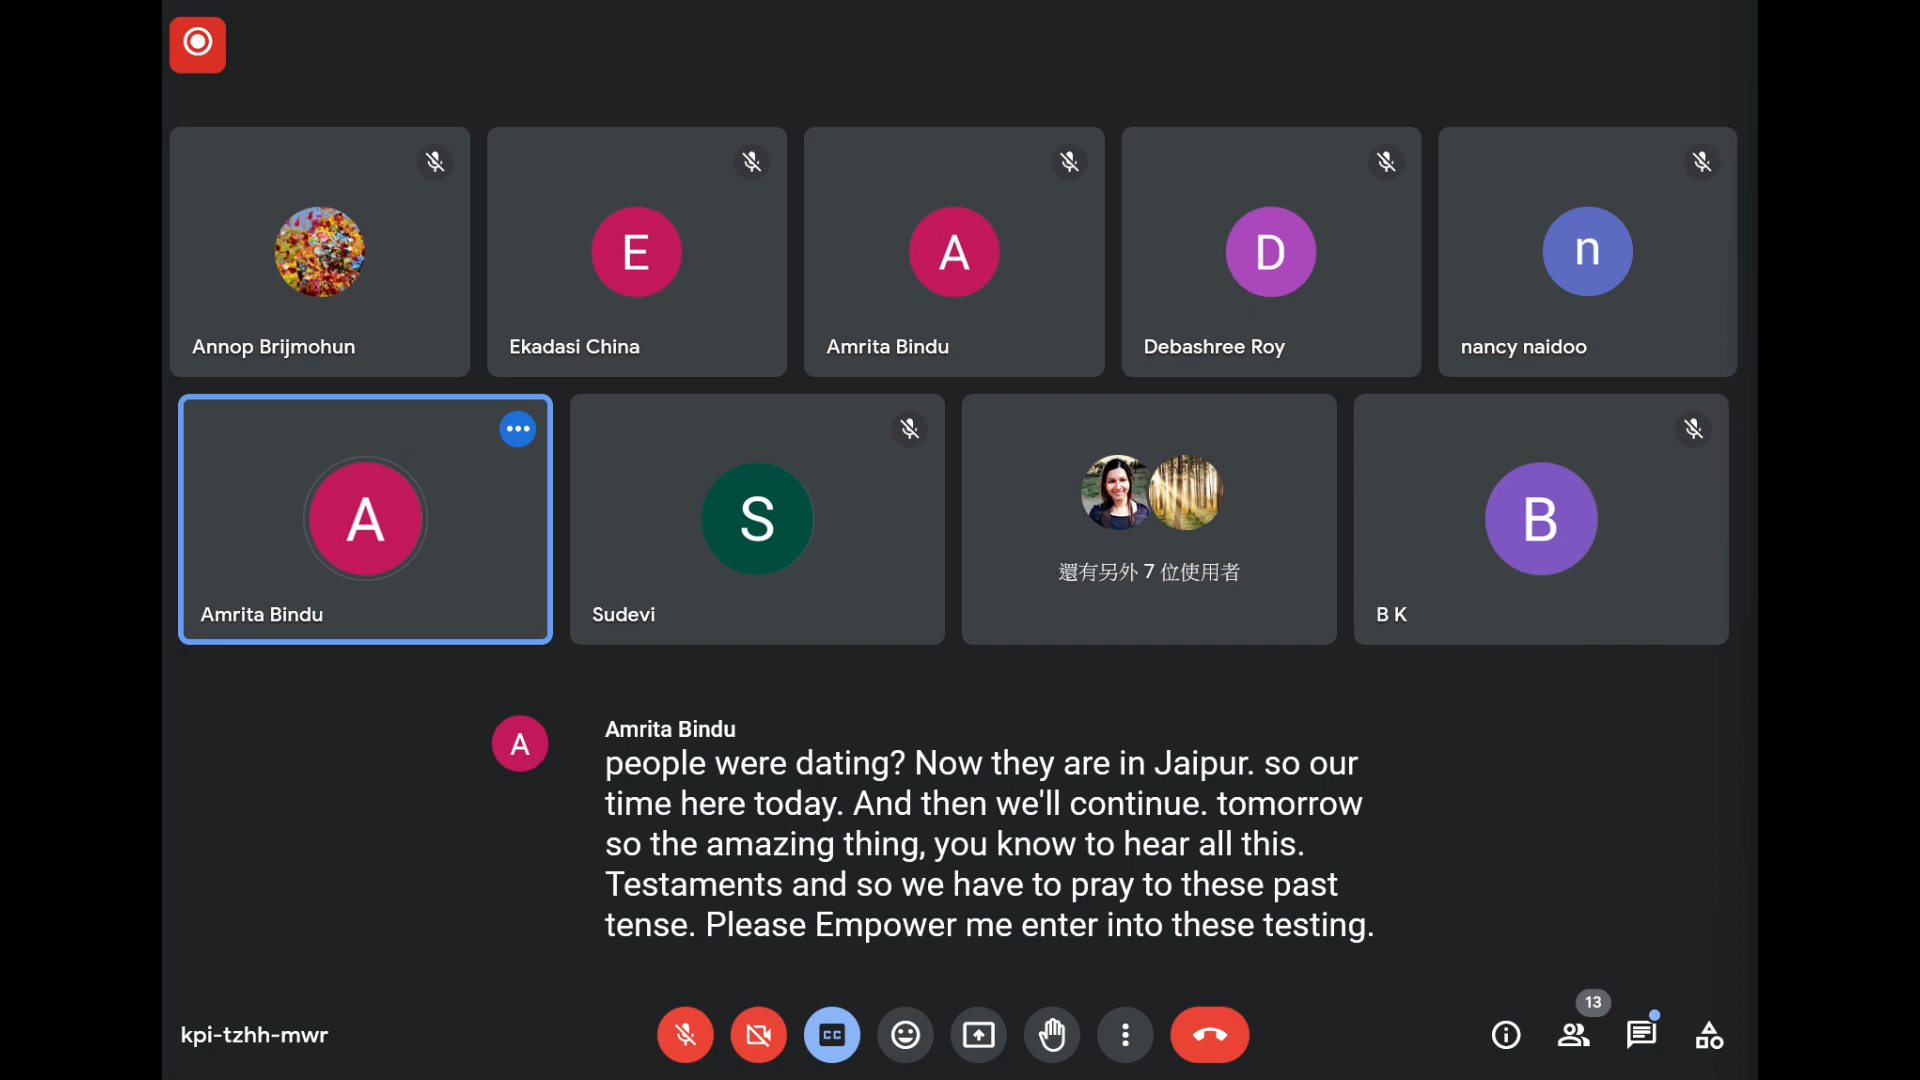 Annop Brijmohun
E
Ekadasi China
A
Amrita Bindu
D
Debashree Roy
n
nancy naidoo
A
Amrita Bindu
S
Sudevi
還有另外 7 位使用者
B
B K
A
Amrita Bindu
people were dating? Now they are in Jaipur. so our
time here today. And then we'll continue. tomorrow
so the amazing thing, you know to hear all this.
Testaments and so we have to pray to these past
tense. Please Empower me enter into these testing.
kpi-tzhh-mwr
CC
13